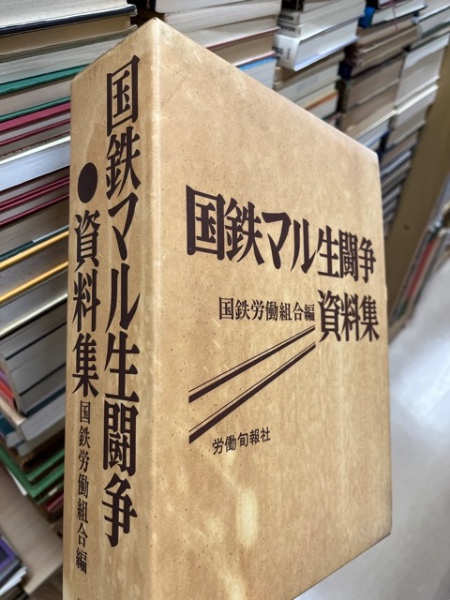 国鉄マル生闘争
●資料集
国鉄労働組合編
国鉄マル生闘争
資料集
国鉄労働組合編
労働旬報社